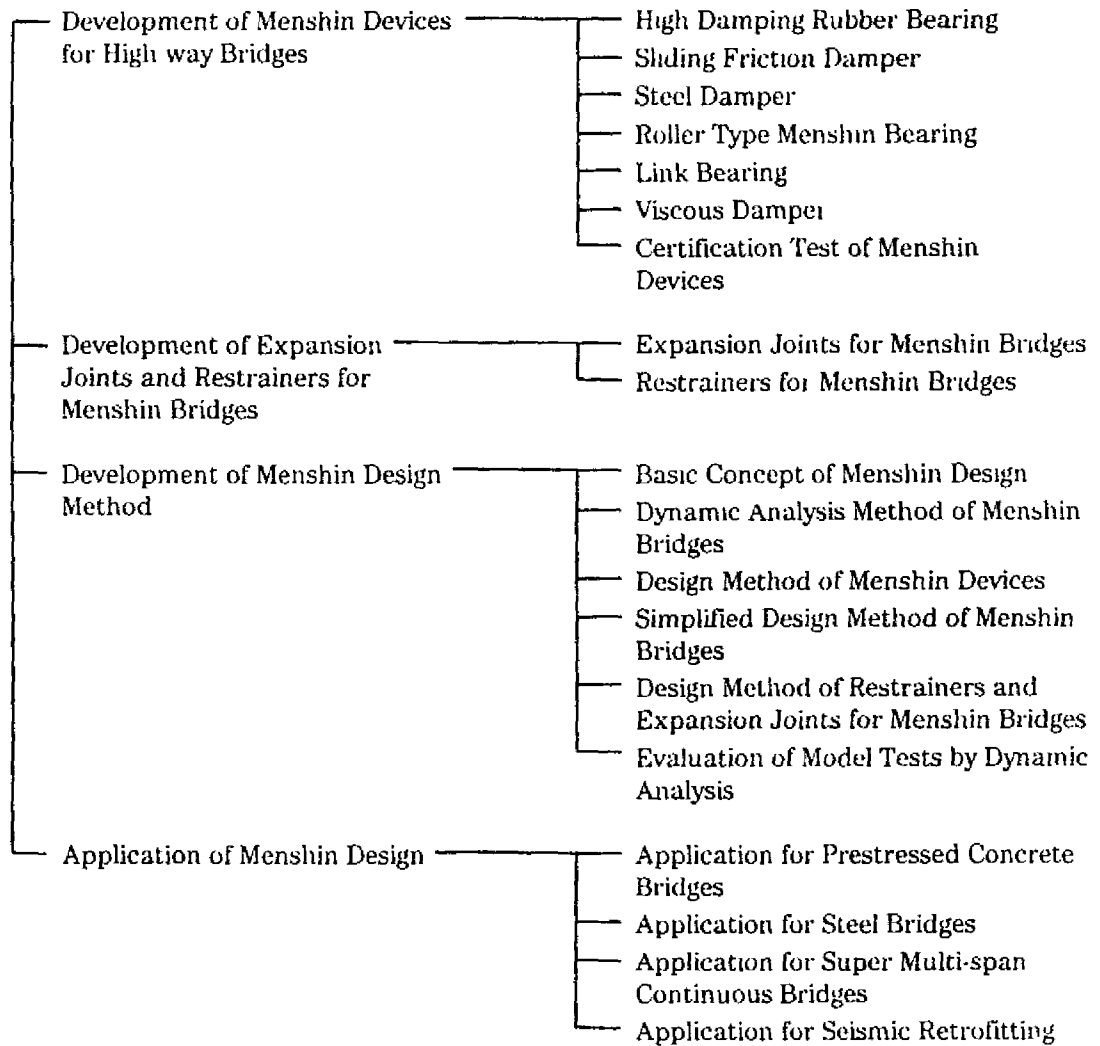 Development of Menshin Devices
for High way Bridges
High Damping Rubber Bearing
Sliding Friction Damper
Steel Damper
Roller Type Menshin Bearing
Link Bearing
Viscous Damper
Certification Test of Menshin
Devices
Development of Expansion
Joints and Restrainers for
Menshin Bridges
Expansion Joints for Menshin Bridges
Restrainers for Menshin Bridges
Development of Menshin Design
Method
Basic Concept of Menshin Design
Dynamic Analysis Method of Menshin
Bridges
Design Method of Menshin Devices
Simplified Design Method of Menshin
Bridges
Design Method of Restrainers and
Expansion Joints for Menshin Bridges
Evaluation of Model Tests by Dynamic
Analysis
Application of Menshin Design
Application for Prestressed Concrete
Bridges
Application for Steel Bridges
Application for Super Multi-span
Continuous Bridges
Application for Seismic Retrofitting